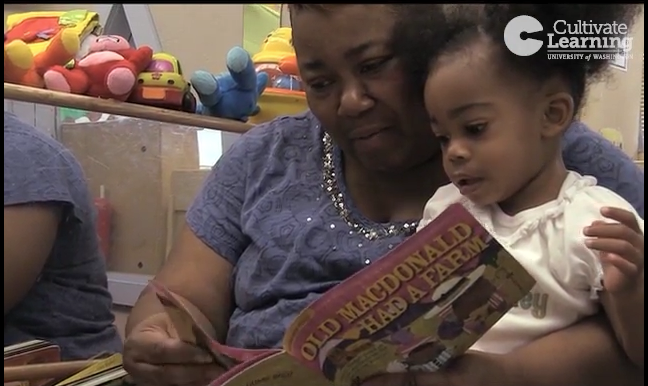 Cultivate
Learning
UNIVERSITY of WASHINGTON
OLD MACDONALD
HAD A FARM